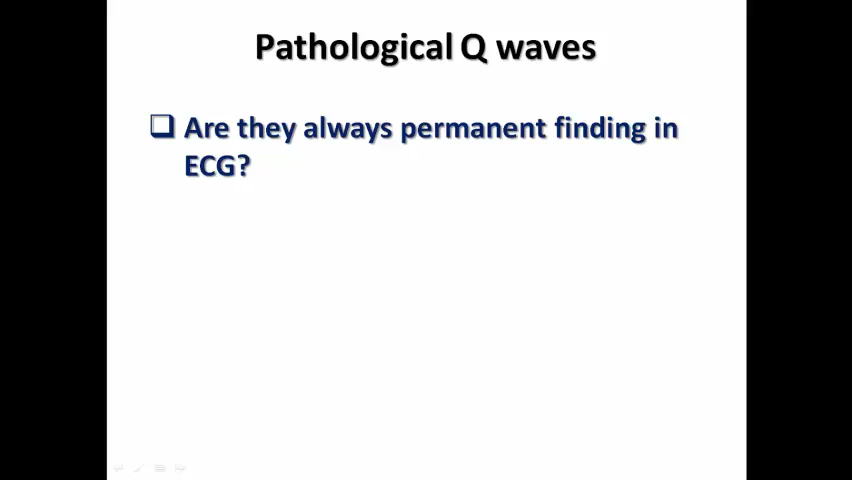 Pathological Q waves
❑ Are they always permanent finding in
ECG?